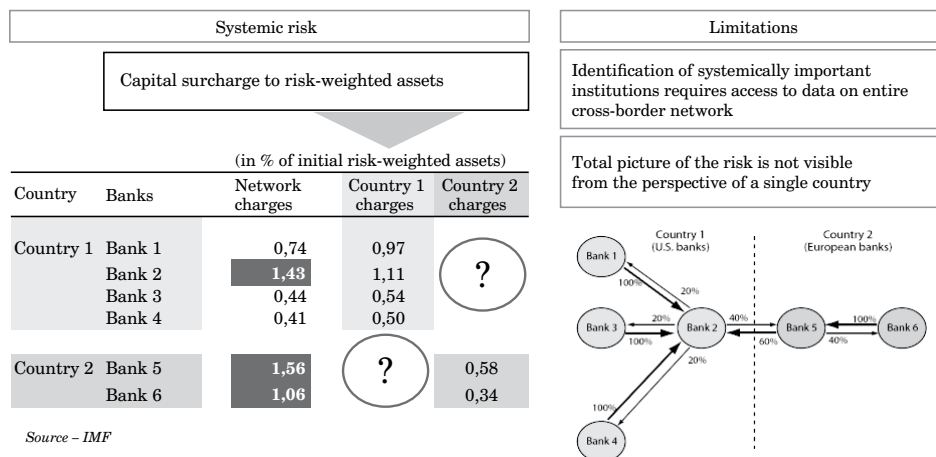 Systemic risk
Capital surcharge to risk-weighted assets
(in % of initial risk-weighted assets)
Country Banks Network charges Country 1 charges Country 2 charges
Country 1 Bank 1 0,74 0,97
?
Bank 2 1,43 1,11
Bank 3 0,44 0,54
Bank 4 0,41 0,50
Country 2 Bank 5 1,56 ? 0,58
Bank 6 1,06 0,34
Source – IMF
Limitations
Identification of systemically important
institutions requires access to data on entire
cross-border network
Total picture of the risk is not visible
from the perspective of a single country
Country 1
(U.S. banks)
Country 2
(European banks)
Bank 1
100%
20%
Bank 3
20%
100%
Bank 2
40%
60%
Bank 5
100%
40%
Bank 6
20%
100%
Bank 4